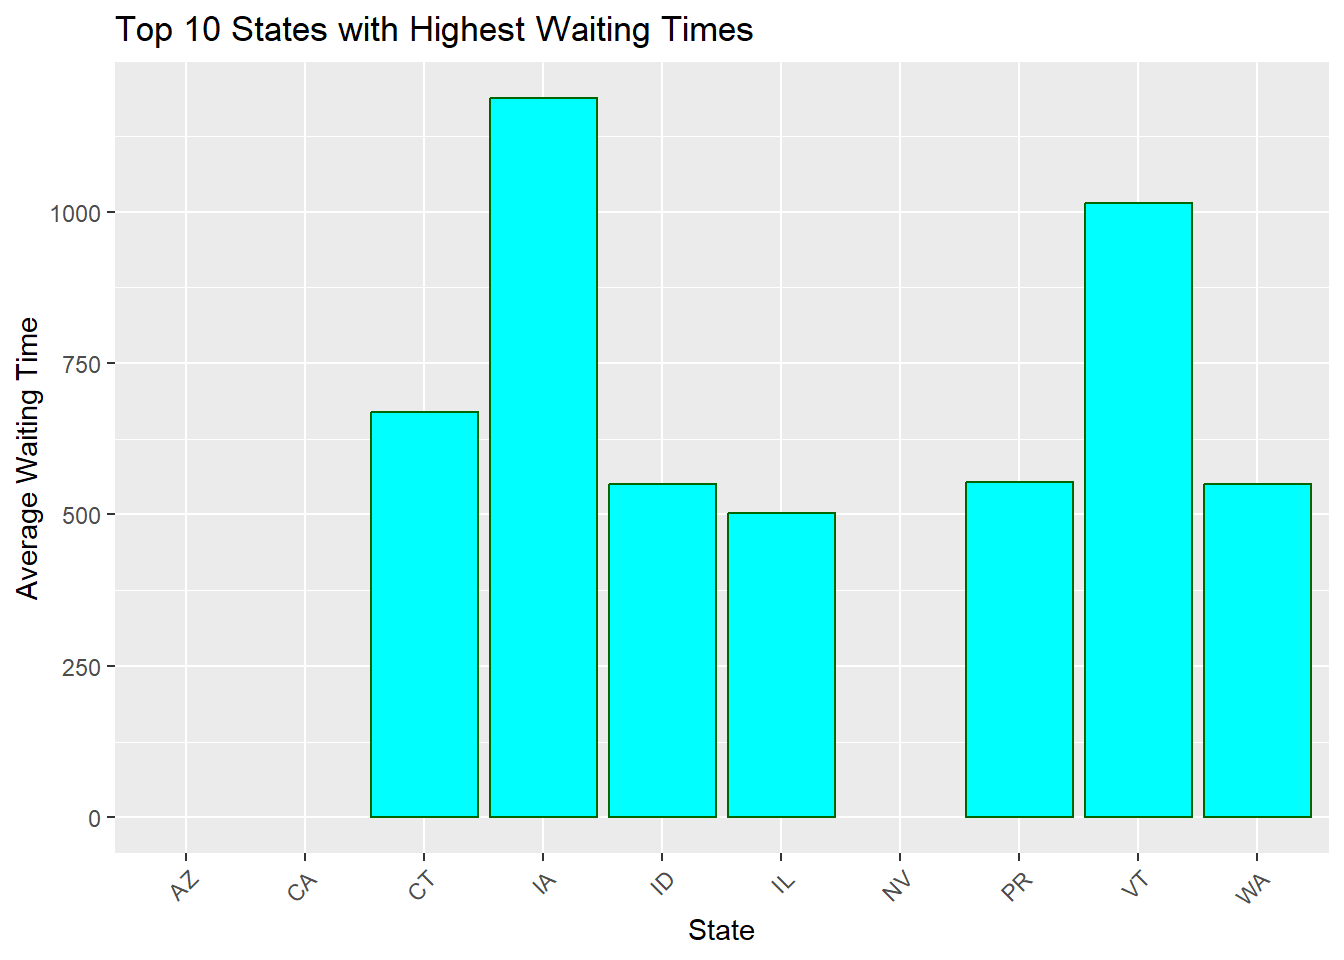 Top 10 States with Highest Waiting Times
Average Waiting Time
1000
750
500
250
0
AZ
CA
CT
IA
ID
IL
NV
PR
VT
WA
State